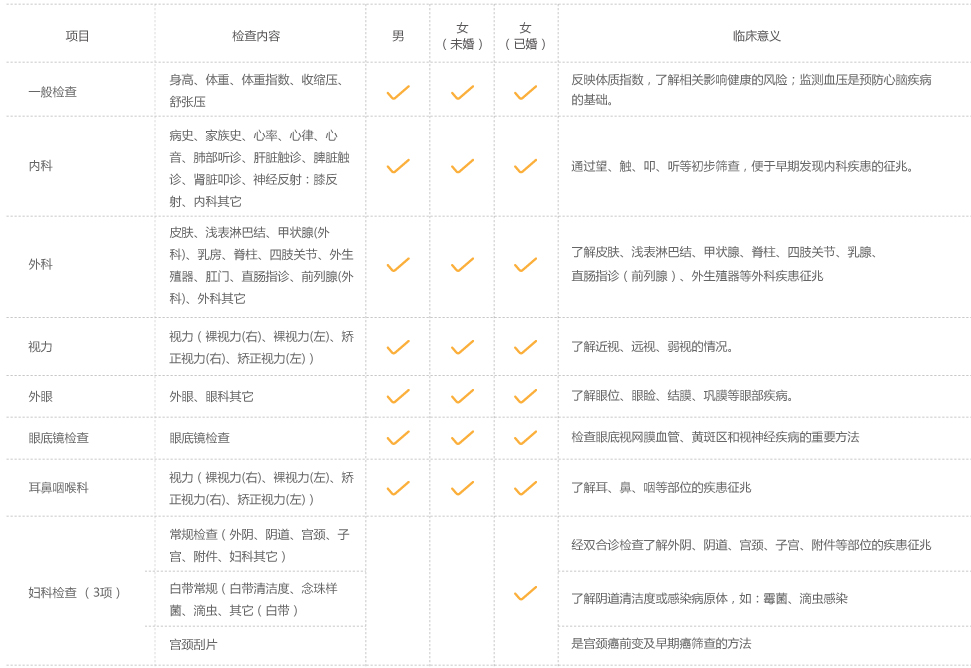 项目 检查内容 男 女（未婚） 女（已婚） 临床意义
一般检查
身高、体重、体重指数、收缩压、
舒张压
反映体质指数，了解相关影响健康的风险；监测血压是预防心脑疾病
的基础。
内科
病史、家族史、心率、心律、心
音、肺部听诊、肝脏触诊、脾脏触
诊、肾脏叩诊、神经反射：膝反
射、内科其它
通过望、触、叩、听等初步筛查，便于早期发现内科疾患的征兆。
外科
皮肤、浅表淋巴结、甲状腺(外
科)、乳房、脊柱、四肢关节、外生
殖器、肛门、直肠指诊、前列腺(外
科)、外科其它
了解皮肤、浅表淋巴结、甲状腺、脊柱、四肢关节、乳腺、
直肠指诊（前列腺）、外生殖器等外科疾患征兆
视力
视力（裸视力(右)、裸视力(左)、矫
正视力(右)、矫正视力(左)）
了解近视、远视、弱视的情况。
外眼
外眼、眼科其它
了解眼位、眼睑、结膜、巩膜等眼部疾病。
眼底镜检查
眼底镜检查
检查眼底视网膜血管、黄斑区和视神经疾病的重要方法
耳鼻咽喉科
视力（裸视力(右)、裸视力(左)、矫
正视力(右)、矫正视力(左)）
了解耳、鼻、咽等部位的疾患征兆
妇科检查 （3项）
常规检查（外阴、阴道、宫颈、子
宫、附件、妇科其它）
经双合诊检查了解外阴、阴道、宫颈、子宫、附件等部位的疾患征兆
白带常规（白带清洁度、念珠样
菌、滴虫、其它（白带）
了解阴道清洁度或感染病原体，如：霉菌、滴虫感染
宫颈刮片
是宫颈癌前变及早期癌筛查的方法